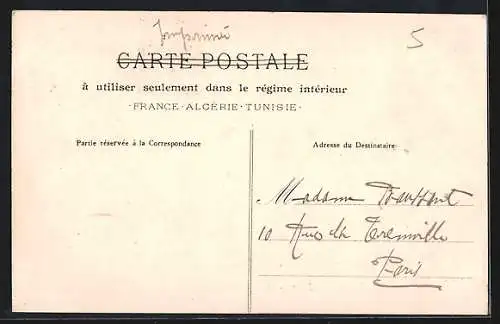 Imprimé
5
CARTE POSTALE
à utiliser seulement dans le régime intérieur
-FRANCE-ALGÉRIE-TUNISIE-
Partie réservée à la Correspondance
Adresse du Destinataire
Madame
10 Rue
Paris